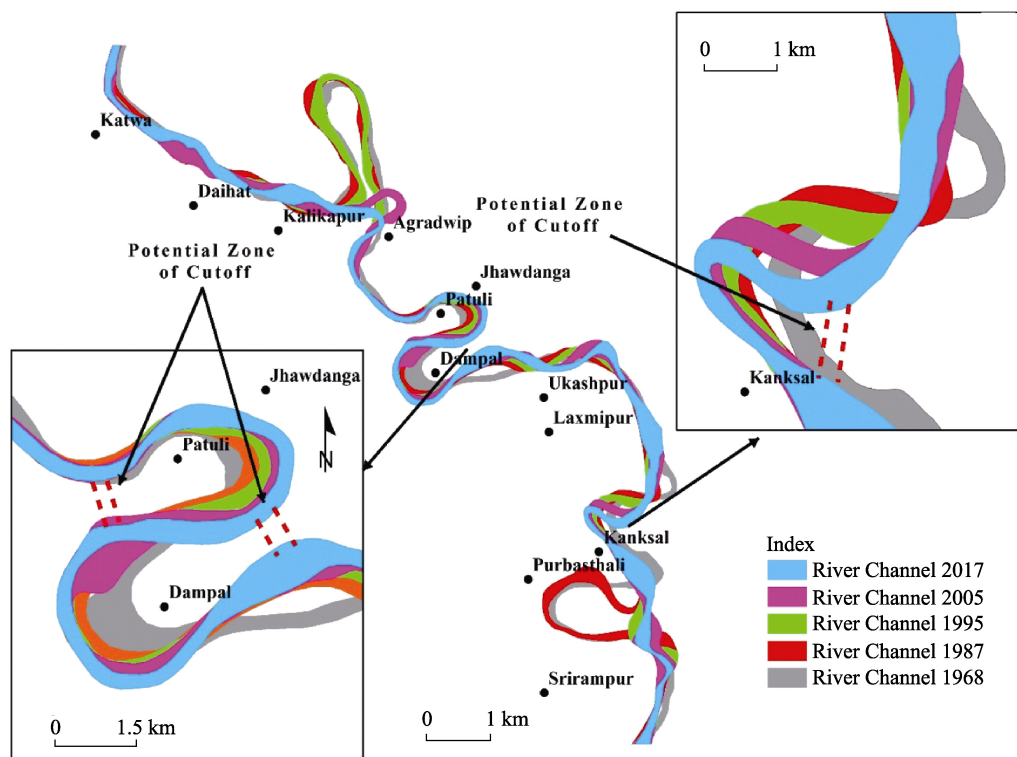 0 1 km
Katwa
Daihat
Kalikapur
Agradwip
Potential Zone
of Cutoff
Potential Zone
of Cutoff
Jhawdanga
Patuli
Dampal
Ukashpur
Laxmipur
Kanksal
Jhawdanga
Patuli
N
Dampal
0 1.5 km
Kanksal
Purbasthali
Srirampur
0 1 km
Index
River Channel 2017
River Channel 2005
River Channel 1995
River Channel 1987
River Channel 1968